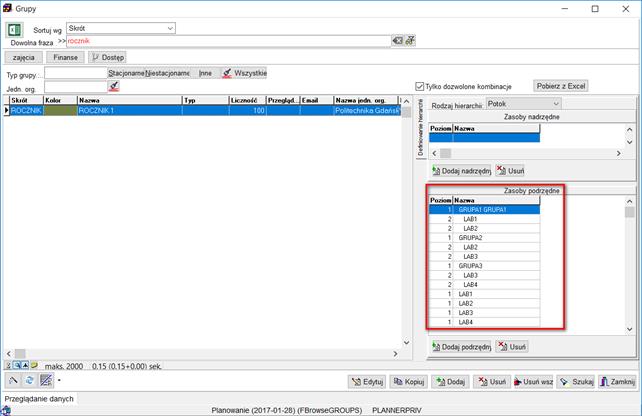 Grupy
Sortuj wg Skrót
Dowolna fraza >> rocznik
zajęcia Finanse Dostęp
Typ grupy:... Stacjonarne Niestacjonarne Inne Wszystkie
Jedn. org.
Tylko dozwolone kombinacje Pobierz z Excel
Skrót Kolor Nazwa Typ Liczność Przegląd... Email Nazwa jedn. org.
ROCZNIK ROCZNIK 1 100 Politechnika Gdańsk
Definiowanie hierarchii
Rodzaj hierarchii: Potok
Zasoby nadrzędne
Poziom Nazwa
Dodaj nadrzędny Usuń
Zasoby podrzędne
Poziom Nazwa
1 GRUPA1 GRUPA1
2 LAB1
2 LAB2
1 GRUPA2
2 LAB2
2 LAB3
1 GRUPA3
2 LAB3
2 LAB4
1 LAB1
1 LAB2
1 LAB3
1 LAB4
Dodaj podrzędny Usuń
maks. 2000 0.15 (0.15+0.00) sek.
Edytuj Kopiuj Dodaj Usuń Usuń wsz Szukaj Zamknij
Przeglądanie danych
Planowanie (2017-01-28) (FBrowseGROUPS) PLANNERPRIV